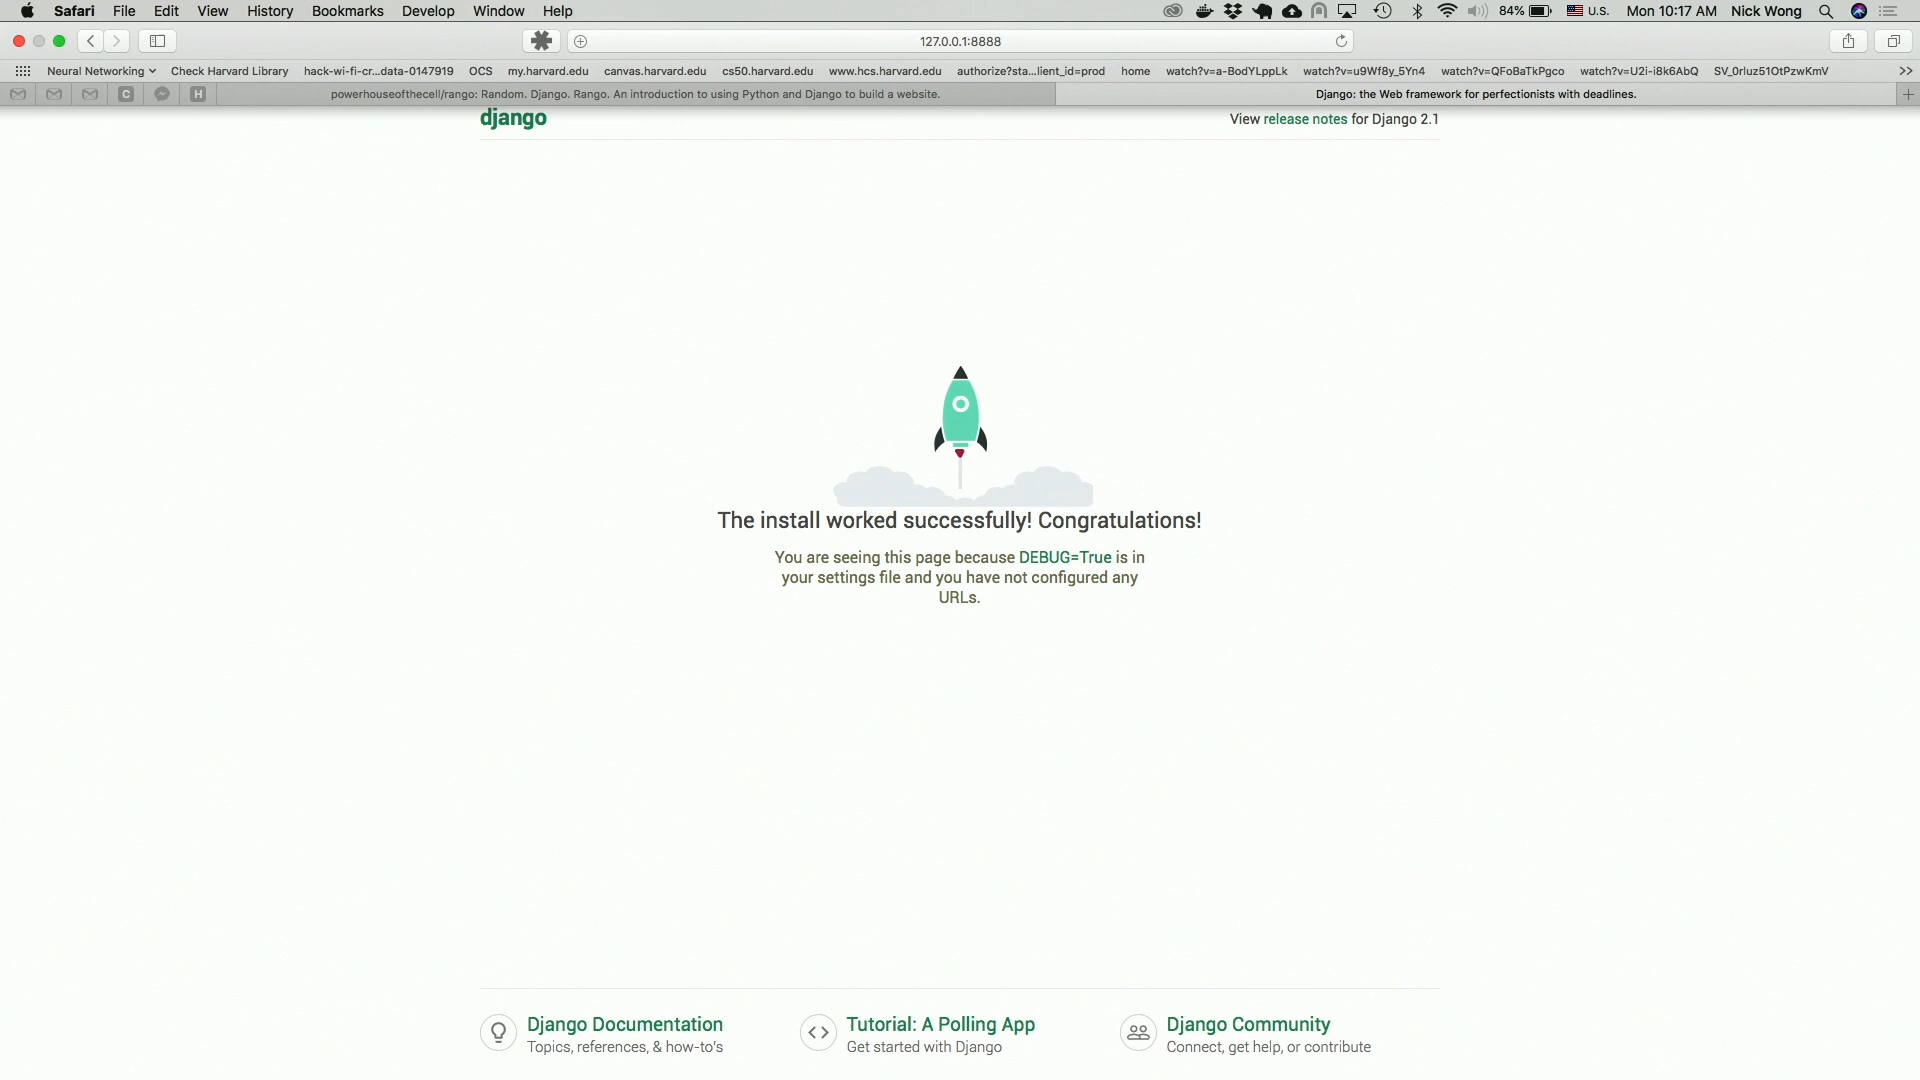 Safari File Edit View History Bookmarks Develop Window Help 84% U.S. Mon 10:17 AM Nick Wong
127.0.0.1:8888
Neural Networking Check Harvard Library hack-wi-fi-cr...data-0147919 OCS my.harvard.edu canvas.harvard.edu cs50.harvard.edu www.hcs.harvard.edu authorize?sta...lient_id=prod home watch?v=a-BodYLppLk watch?v=u9Wf8y_5Yn4 watch?v=QFoBaTkPgco watch?v=U2i-i8k6AbQ SV_0rluz51OtPzwKmV
C H powerhouseofthecell/rango: Random. Django. Rango. An introduction to using Python and Django to build a website. Django: the Web framework for perfectionists with deadlines.
django View release notes for Django 2.1
The install worked successfully! Congratulations!
You are seeing this page because DEBUG=True is in
your settings file and you have not configured any
URLs.
Django Documentation
Topics, references, & how-to's
Tutorial: A Polling App
Get started with Django
Django Community
Connect, get help, or contribute